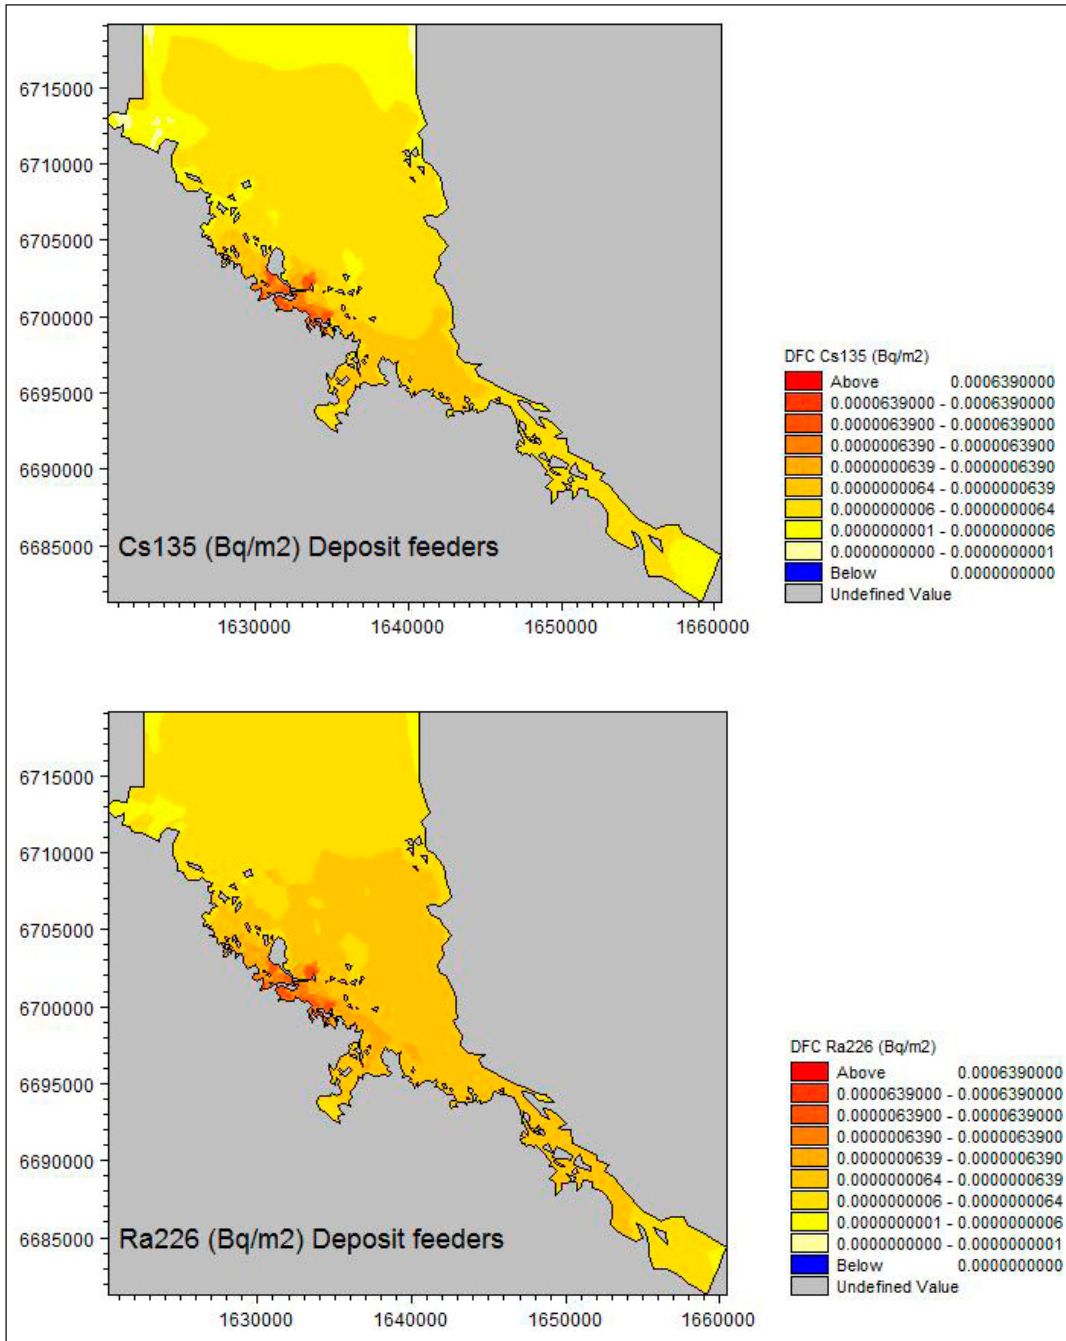 6715000
6710000
6705000
6700000
6695000
6690000
6685000
Cs135 (Bq/m2) Deposit feeders
1630000 1640000 1650000 1660000
DFC Cs135 (Bq/m2)
Above 0.0006390000
0.0000639000 - 0.0006390000
0.0000063900 - 0.0000639000
0.0000006390 - 0.0000063900
0.0000000639 - 0.0000006390
0.0000000064 - 0.0000000639
0.0000000006 - 0.0000000064
0.0000000001 - 0.0000000006
0.0000000000 - 0.0000000001
Below 0.0000000000
Undefined Value
6715000
6710000
6705000
6700000
6695000
6690000
6685000
Ra226 (Bq/m2) Deposit feeders
1630000 1640000 1650000 1660000
DFC Ra226 (Bq/m2)
Above 0.0006390000
0.0000639000 - 0.0006390000
0.0000063900 - 0.0000639000
0.0000006390 - 0.0000063900
0.0000000639 - 0.0000006390
0.0000000064 - 0.0000000639
0.0000000006 - 0.0000000064
0.0000000001 - 0.0000000006
0.0000000000 - 0.0000000001
Below 0.0000000000
Undefined Value